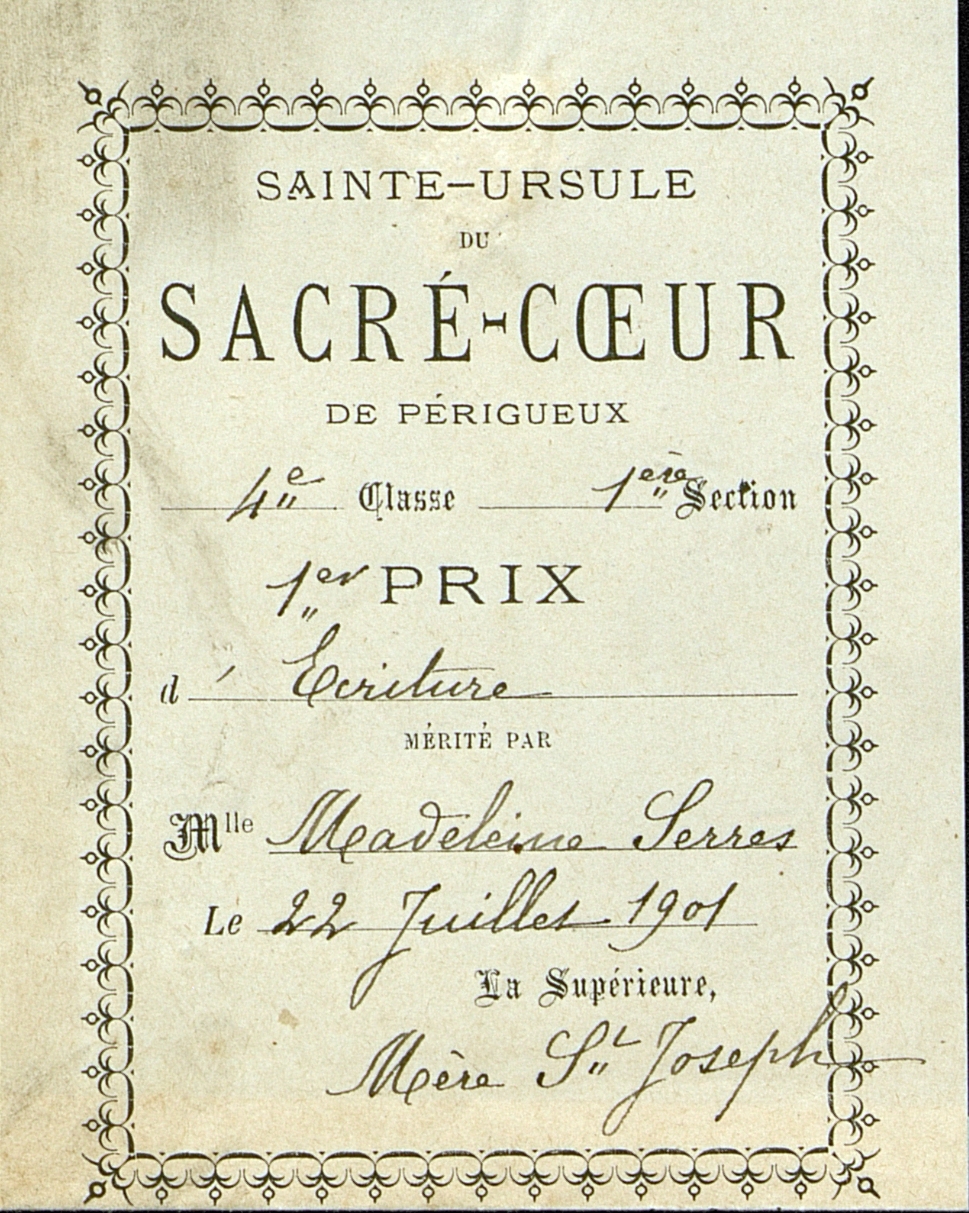 SAINTE-URSULE
DU
SACRÉ-CŒUR
DE PÉRIGUEUX
4e Classe 1ère Section
1er PRIX
d'Ecriture
MÉRITÉ PAR
Mlle Madeleine Serres
Le 22 Juillet 1901
La Supérieure,
Mère St Joseph